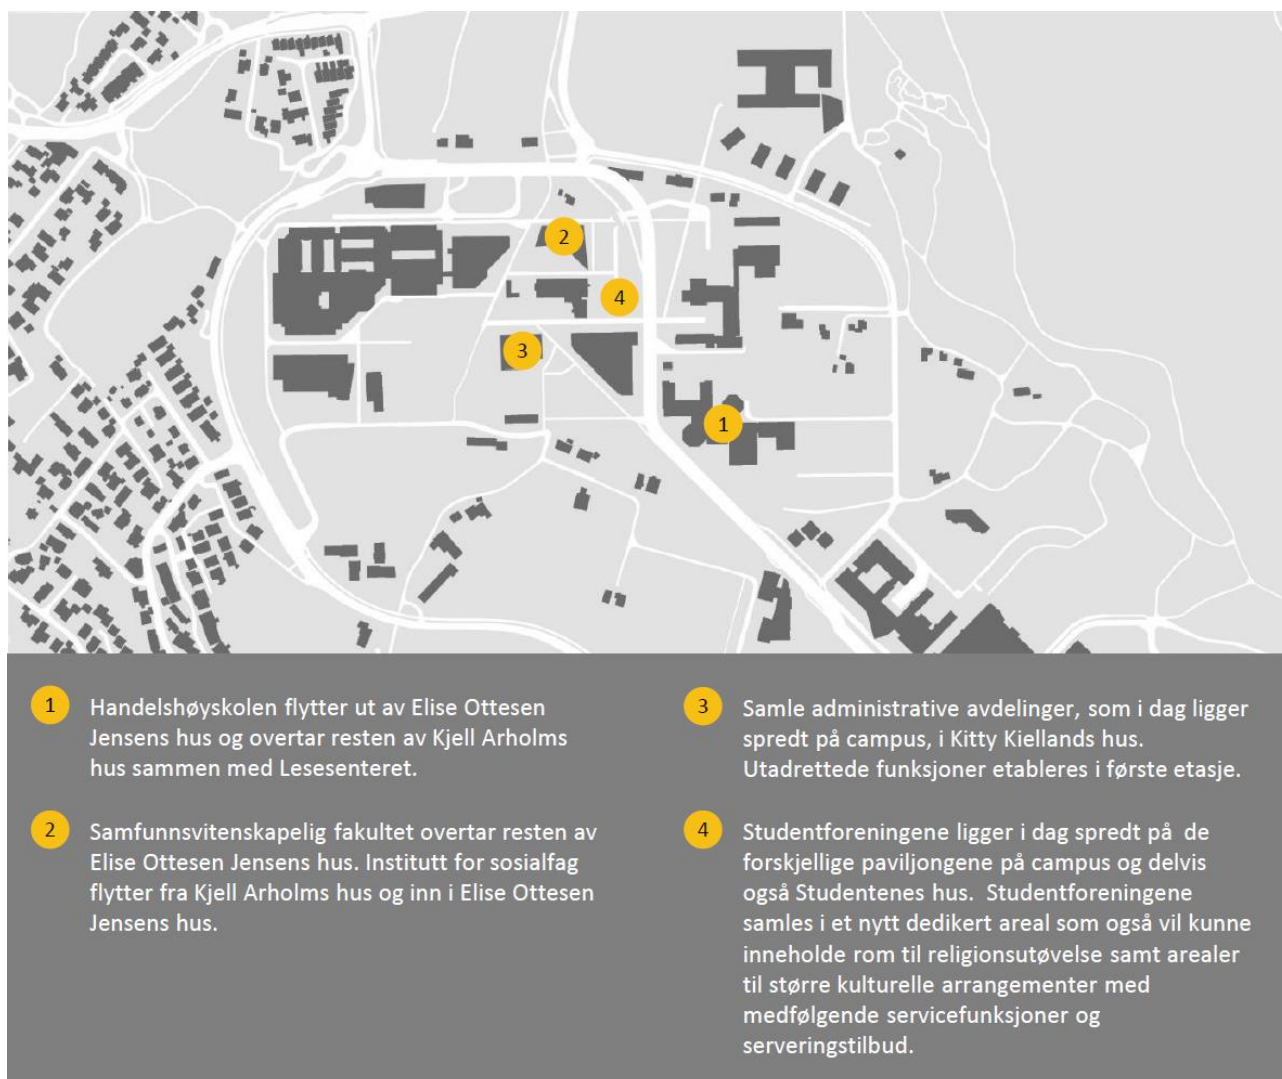 2
4
3
1
1 Handelshøyskolen flytter ut av Elise Ottesen
Jensens hus og overtar resten av Kjell Arholms
hus sammen med Lesesenteret.
2 Samfunnsvitenskapelig fakultet overtar resten av
Elise Ottesen Jensens hus. Institutt for sosialfag
flytter fra Kjell Arholms hus og inn i Elise Ottesen
Jensens hus.
3 Samle administrative avdelinger, som i dag ligger
spredt på campus, i Kitty Kiellands hus.
Utadrettede funksjoner etableres i første etasje.
4 Studentforeningene ligger i dag spredt på de
forskjellige paviljongene på campus og delvis
også Studentenes hus. Studentforeningene
samles i et nytt dedikert areal som også vil kunne
inneholde rom til religionsutøvelse samt arealer
til større kulturelle arrangementer med
medfølgende servicefunksjoner og
serveringstilbud.